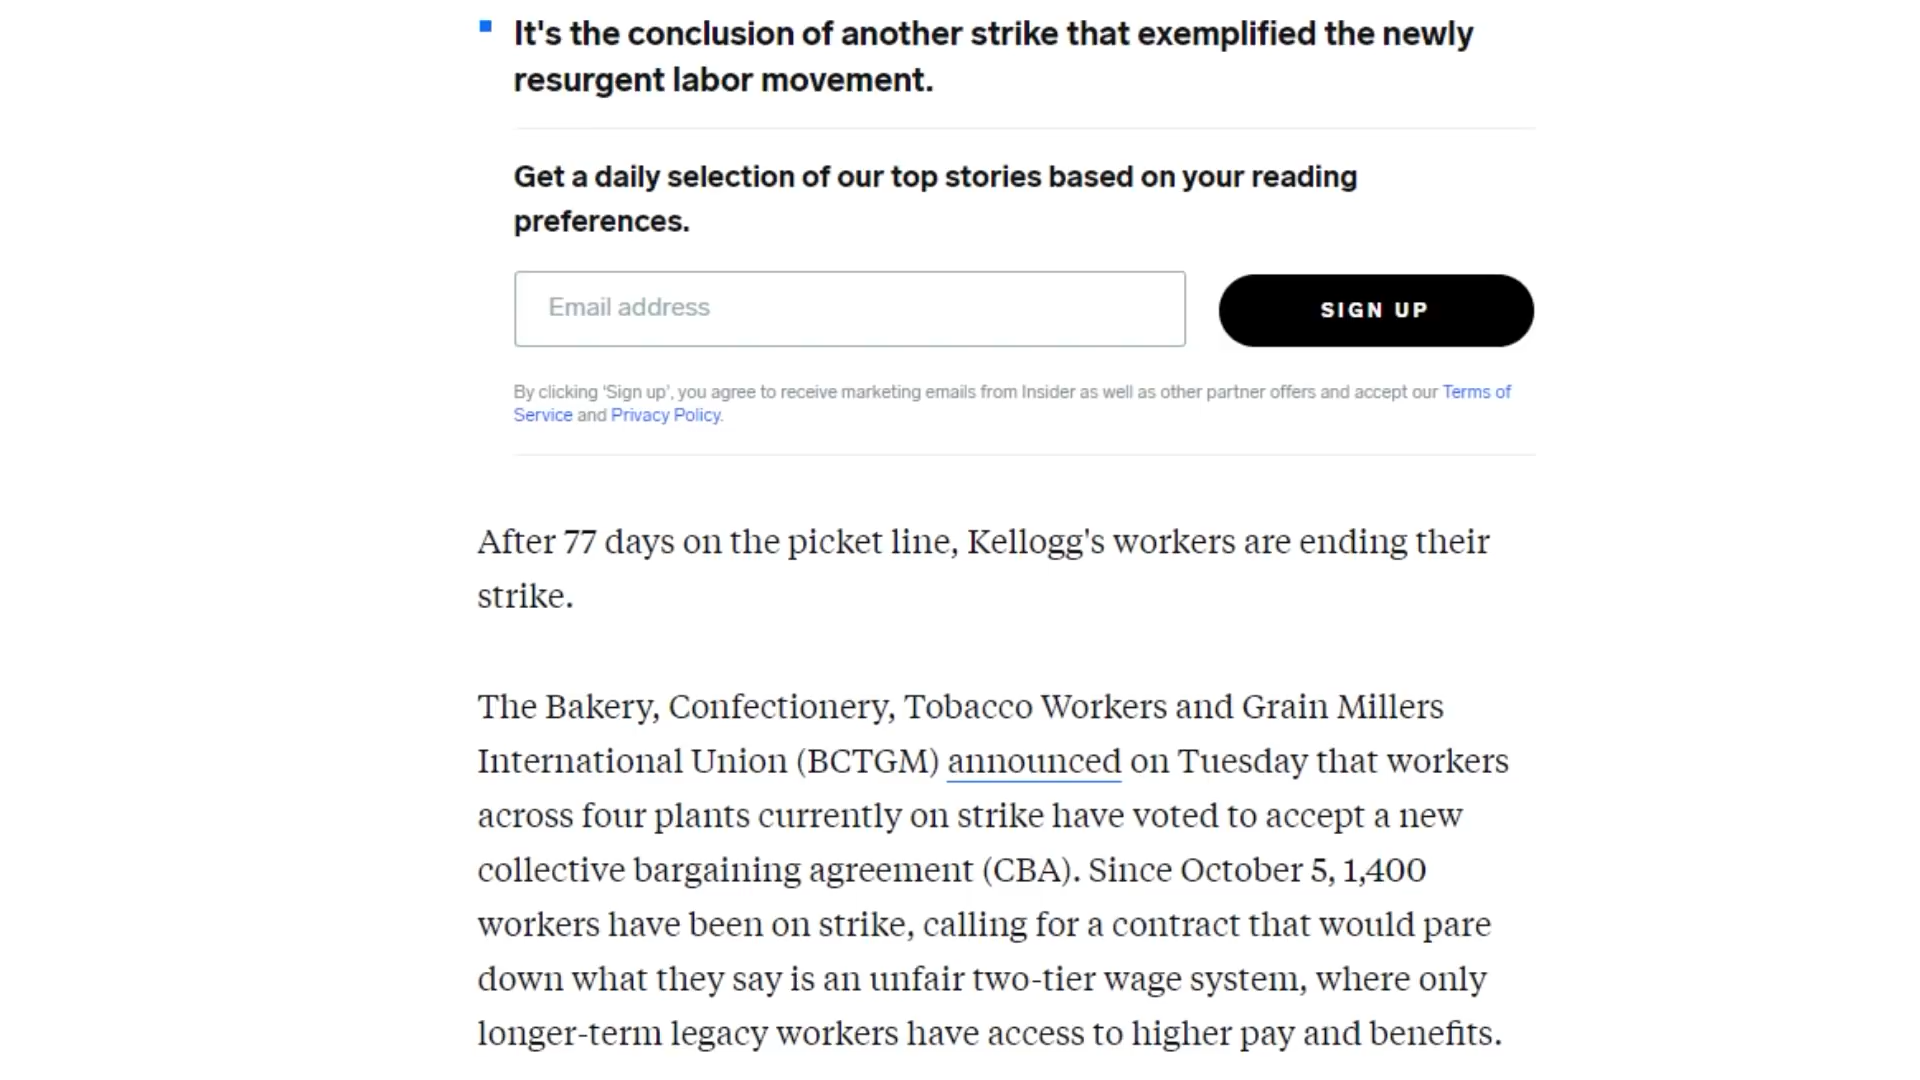 It's the conclusion of another strike that exemplified the newly
resurgent labor movement.
Get a daily selection of our top stories based on your reading
preferences.
Email address
SIGN UP
By clicking ‘Sign up’, you agree to receive marketing emails from Insider as well as other partner offers and accept our Terms of
Service and Privacy Policy.
After 77 days on the picket line, Kellogg's workers are ending their
strike.
The Bakery, Confectionery, Tobacco Workers and Grain Millers
International Union (BCTGM) announced on Tuesday that workers
across four plants currently on strike have voted to accept a new
collective bargaining agreement (CBA). Since October 5, 1,400
workers have been on strike, calling for a contract that would pare
down what they say is an unfair two-tier wage system, where only
longer-term legacy workers have access to higher pay and benefits.